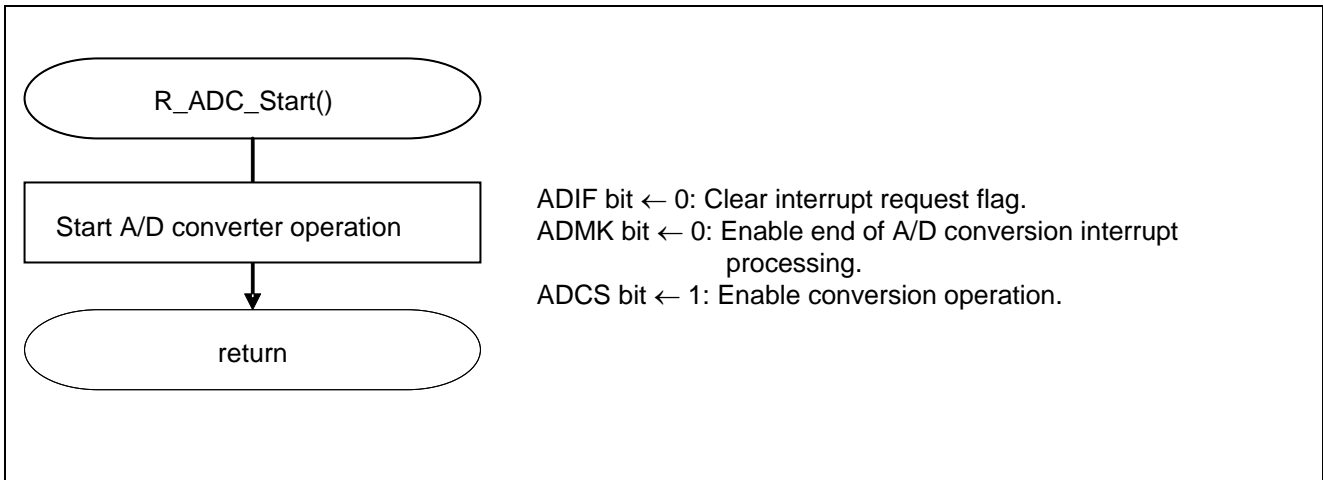 R_ADC_Start()
Start A/D converter operation
ADIF bit ← 0: Clear interrupt request flag.
ADMK bit ← 0: Enable end of A/D conversion interrupt
processing.
ADCS bit ← 1: Enable conversion operation.
return